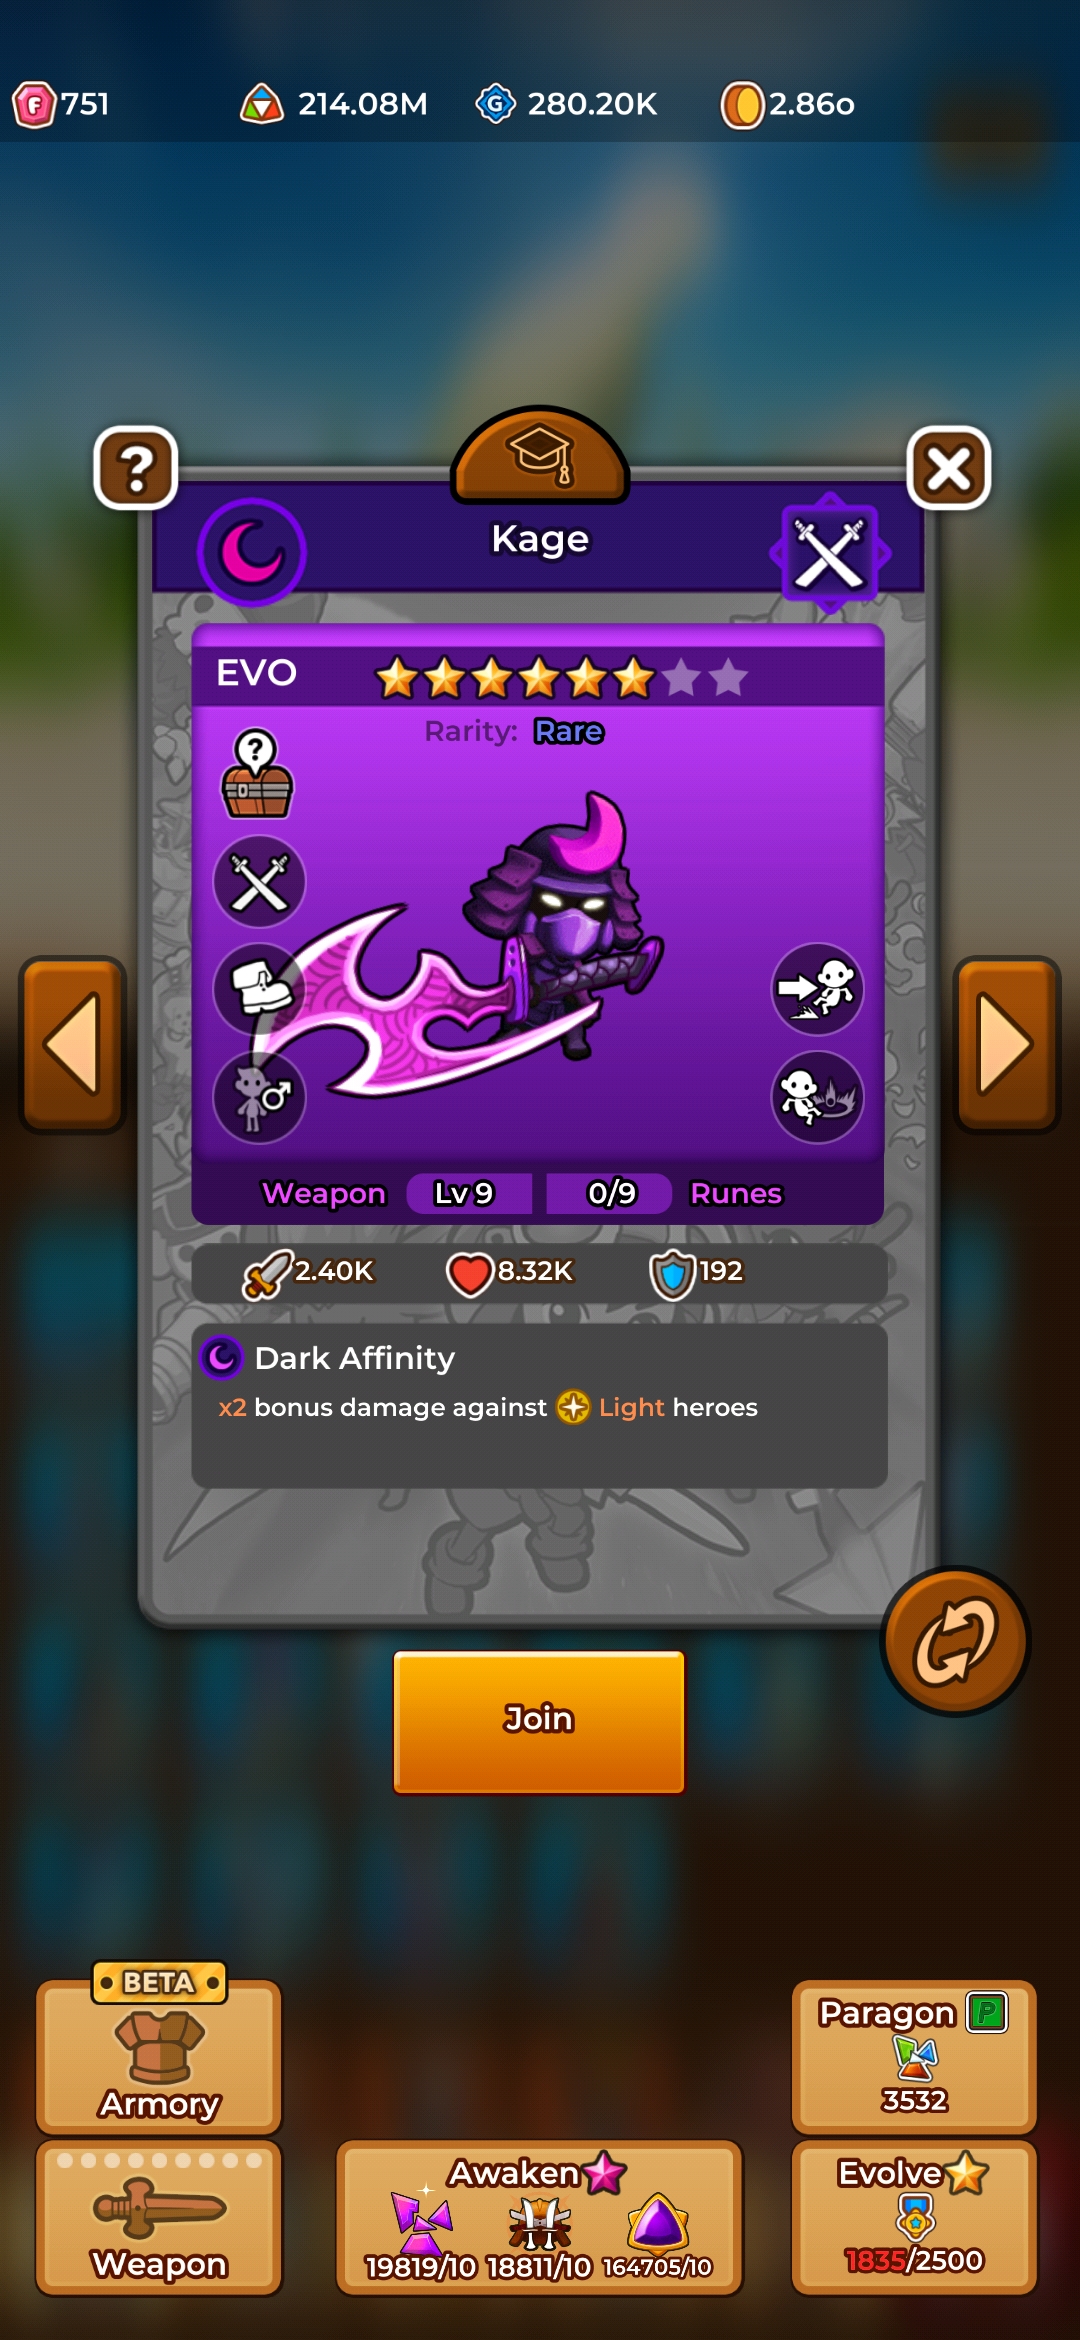 F 751 214.08M G 280.20K 2.86o
?
Kage
EVO
Rarity: Rare
?
Weapon Lv 9 0/9 Runes
2.40K 8.32K 192
Dark Affinity
x2 bonus damage against Light heroes
Join
BETA
Armory
Paragon P
3532
Weapon
Awaken
19819/10 18811/10 164705/10
Evolve
1835/2500